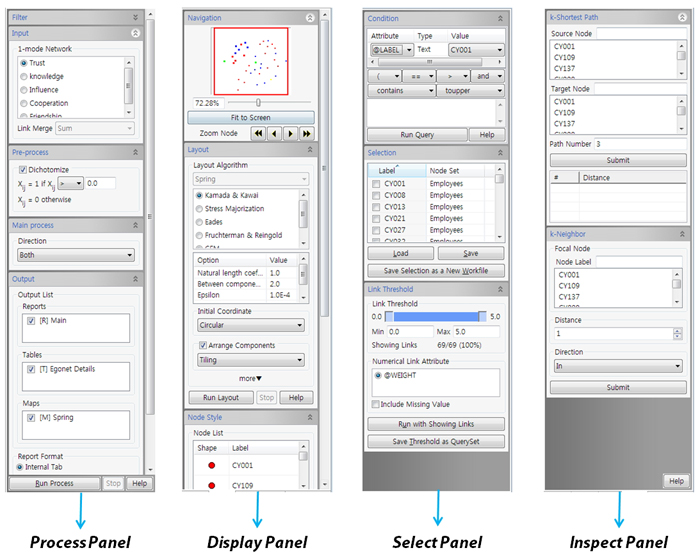 Filter
Input
1-mode Network
Trust
knowledge
Influence
Cooperation
Friendship
Link Merge Sum
Pre-process
Dichotomize
Xij = 1 if Xij > 0.0
Xij = 0 otherwise
Main process
Direction
Both
Output
Output List
Reports
[R] Main
Tables
[T] Egonet Details
Maps
[M] Spring
Report Format
Internal Tab
Run Process Stop Help
Process Panel
Navigation
72.28%
Fit to Screen
Zoom Node
Layout
Layout Algorithm
Spring
Kamada & Kawai
Stress Majorization
Eades
Fruchterman & Reingold
GEM
Option Value
Natural length coef... 1.0
Between compone... 2.0
Epsilon 1.0E-4
Initial Coordinate
Circular
Arrange Components
Tiling
more▼
Run Layout Stop Help
Node Style
Node List
Shape Label
CY001
CY109
Display Panel
Condition
Attribute Type Value
@LABEL Text CY001
( == > and
contains toupper
Run Query Help
Selection
Label Node Set
CY001 Employees
CY008 Employees
CY013 Employees
CY021 Employees
CY027 Employees
CY032 Employees
Load Save
Save Selection as a New Workfile
Link Threshold
Link Threshold
0.0 5.0
Min 0.0 Max 5.0
Showing Links 69/69 (100%)
Numerical Link Attribute
@WEIGHT
Include Missing Value
Run with Showing Links
Save Threshold as QuerySet
Select Panel
k-Shortest Path
Source Node
CY001
CY109
CY137
Target Node
CY001
CY109
CY137
Path Number 3
Submit
# Distance
k-Neighbor
Focal Node
Node Label
CY001
CY109
CY137
Distance
1
Direction
In
Submit
Help
Inspect Panel